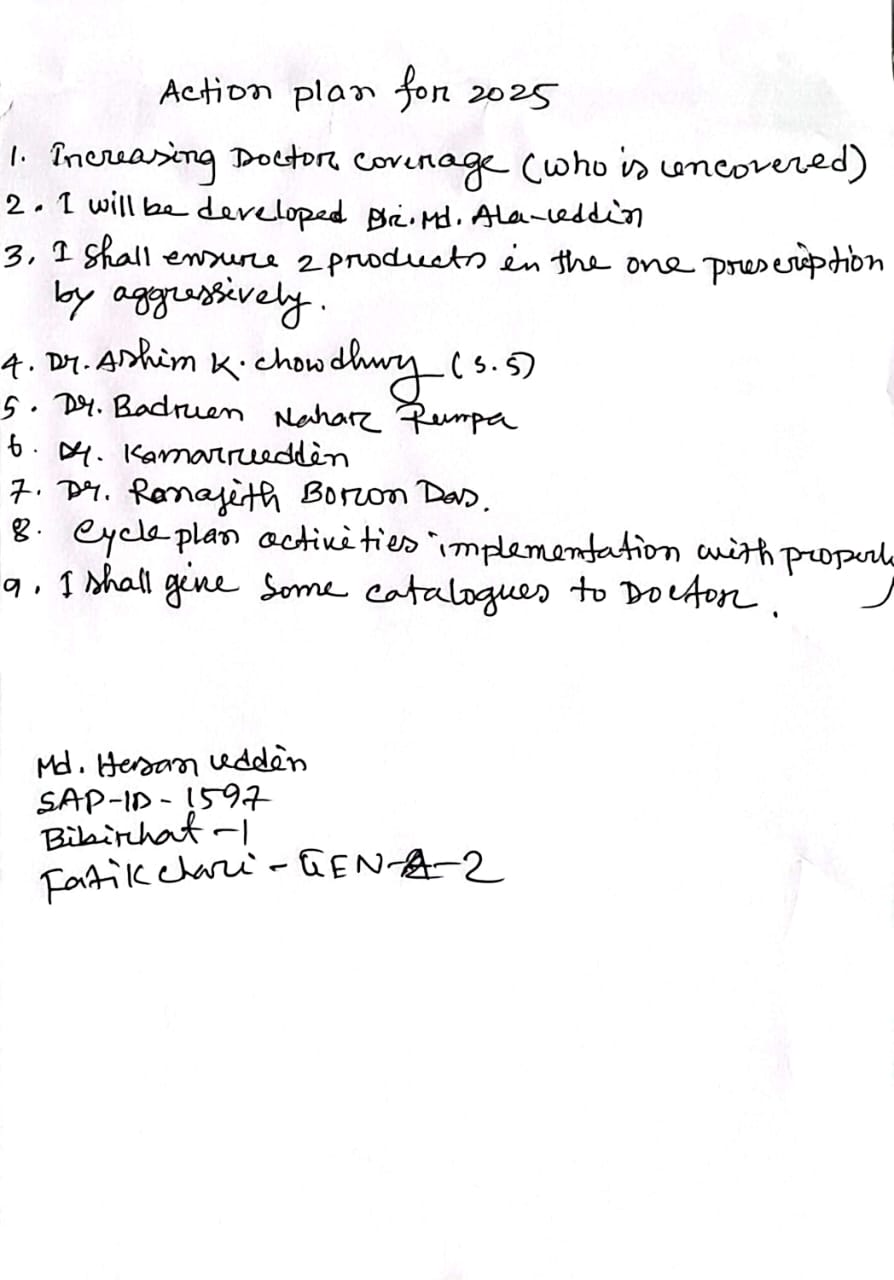 Action plan for 2025
1. Increasing Doctor coverage (who is uncovered)
2. I will be developed Dr. Md. Ala-uddin
3. I shall ensure 2 products in the one prescription
by aggressively.
4. Dr. Ashim K. Chowdhury (S.S)
5. Dr. Badruen Nahar Rumpa
6. Dr. Kamarruddin
7. Dr. Ranajith Boron Das.
8. Cycle plan activities implementation with properly
9. I shall give some catalogues to Doctor.
Md. Hasan uddin
SAP-ID - 1597
Bibirhat - 1
Fatikchari - GEN-A-2